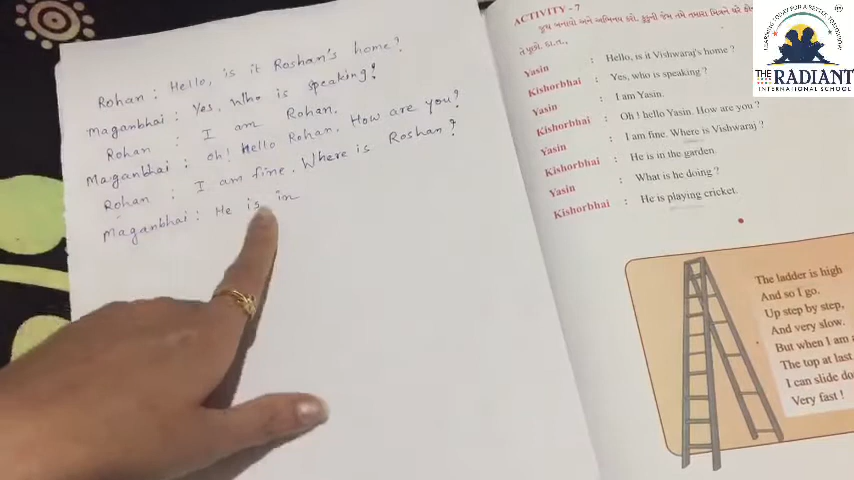 Rohan : Hello, is it Roshan's home?
Maganbhai : Yes, who is speaking?
Rohan : I am Rohan.
Maganbhai : Oh! Hello Rohan. How are you?
Rohan : I am fine. Where is Roshan?
Maganbhai : He is in
ACTIVITY - 7
જૂથ બનાવો અને અભિનય કરો.
Yasin : Hello, is it Vishwaraj's home ?
Kishorbhai : Yes, who is speaking ?
Yasin : I am Yasin.
Kishorbhai : Oh ! hello Yasin. How are you ?
Yasin : I am fine. Where is Vishwaraj ?
Kishorbhai : He is in the garden.
Yasin : What is he doing ?
Kishorbhai : He is playing cricket.
The ladder is high
And so I go.
Up step by step,
And very slow.
But when I am
The top at last
I can slide do
Very fast !
THE RADIANT
INTERNATIONAL SCHOOL